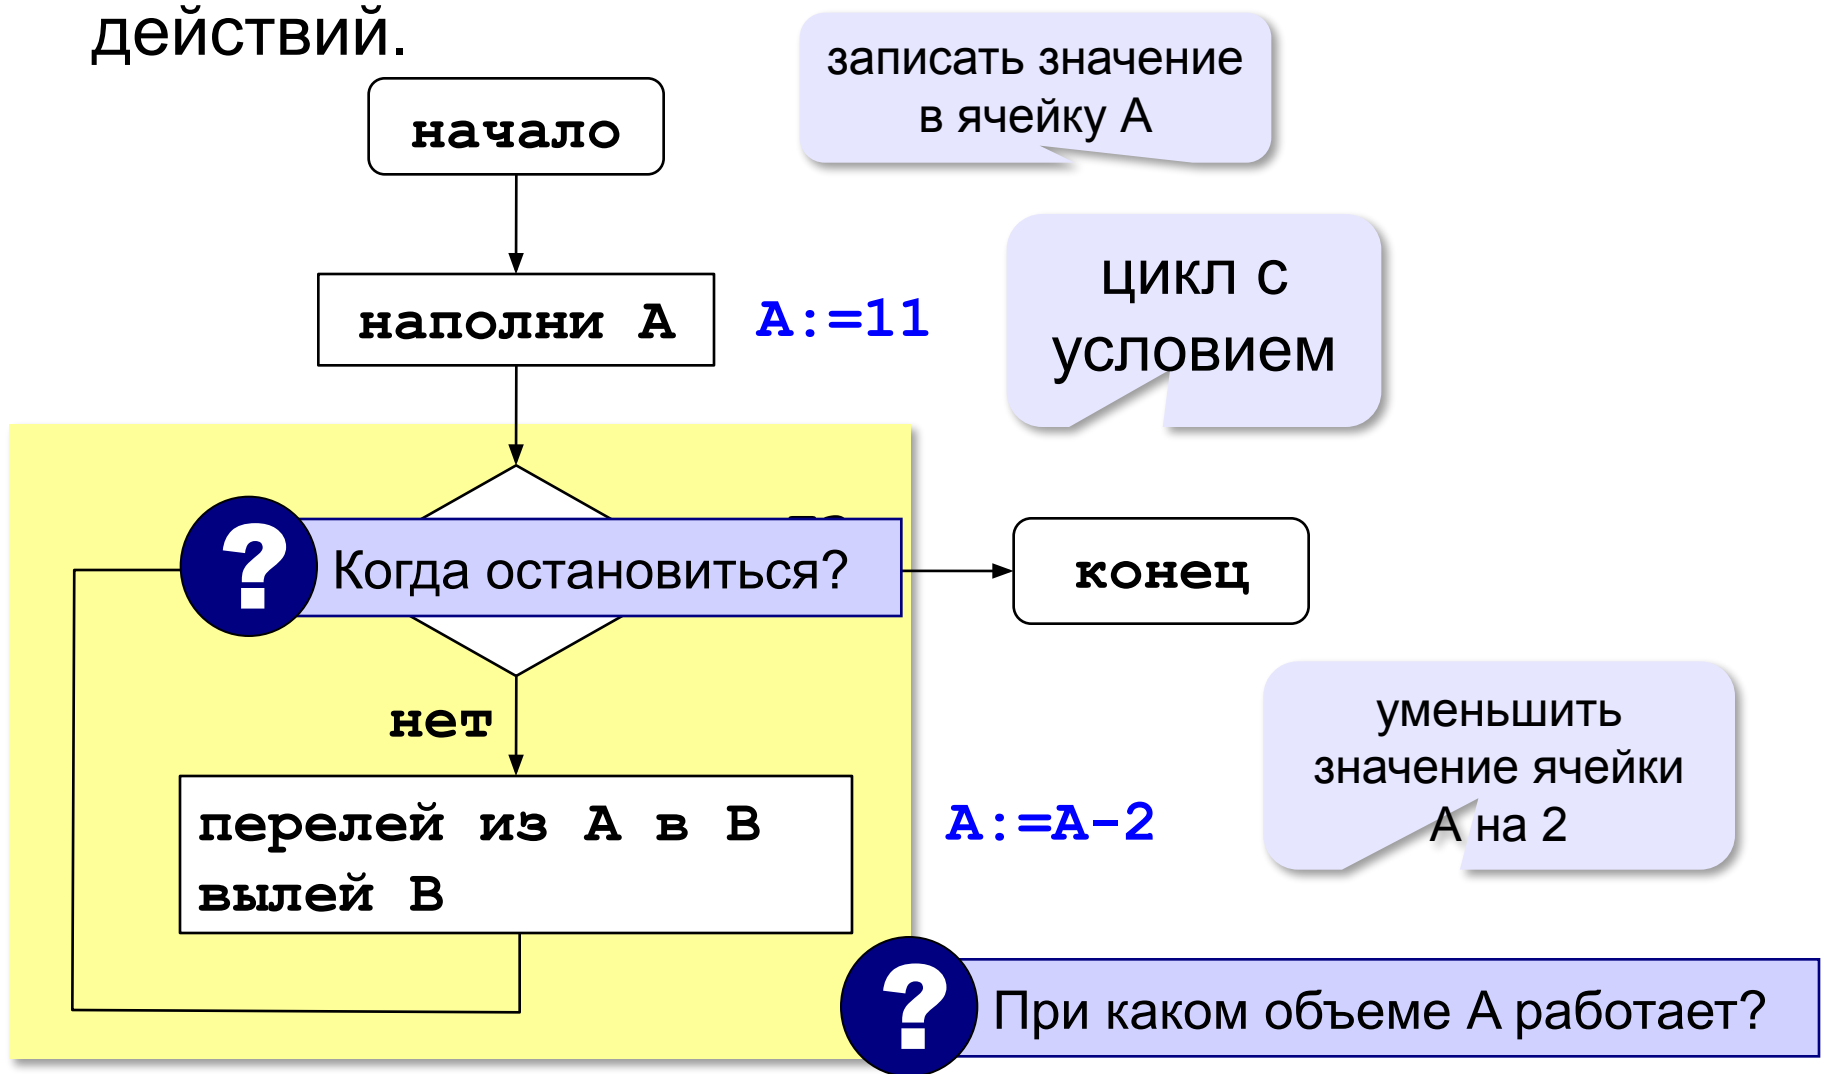 действий.
записать значение
в ячейку A
начало
цикл с
условием
наполни A
A:=11
?
Когда остановиться?
конец
нет
уменьшить
значение ячейки
A на 2
перелей из A в B
вылей B
A:=A-2
?
При каком объеме A работает?